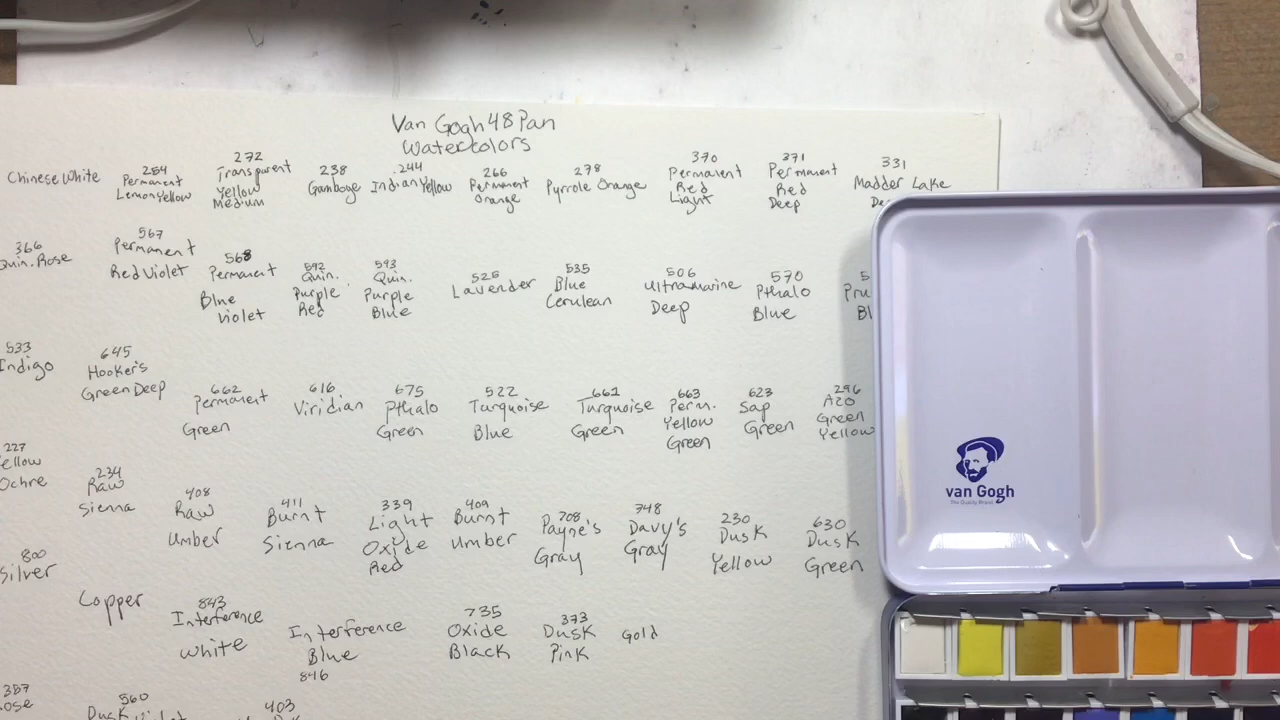 Van Gogh 48 Pan
Watercolors
Chinese White
254
Permanent
Lemon Yellow
272
Transparent
Yellow
Medium
238
Gamboge
244
Indian Yellow
266
Permanent
Orange
278
Pyrrole Orange
370
Permanent
Red
Light
371
Permanent
Red
Deep
331
Madder Lake
366
Quin. Rose
567
Permanent
Red Violet
568
Permanent
Blue
Violet
592
Quin.
Purple
Red
593
Quin.
Purple
Blue
525
Lavender
535
Blue
Cerulean
506
Ultramarine
Deep
570
Pthalo
Blue
533
Indigo
645
Hooker's
Green Deep
662
Permanent
Green
616
Viridian
675
Pthalo
Green
522
Turquoise
Blue
661
Turquoise
Green
663
Perm.
Yellow
Green
623
Sap
Green
296
Azo
Green
Yellow
227
Yellow
Ochre
234
Raw
Sienna
408
Raw
Umber
411
Burnt
Sienna
339
Light
Oxide
Red
409
Burnt
Umber
708
Payne's
Gray
748
Davy's
Gray
230
Dusk
Yellow
630
Dusk
Green
800
Silver
Copper
843
Interference
White
Interference
Blue
846
735
Oxide
Black
373
Dusk
Pink
Gold
357
560
Dusk Violet
403
van Gogh